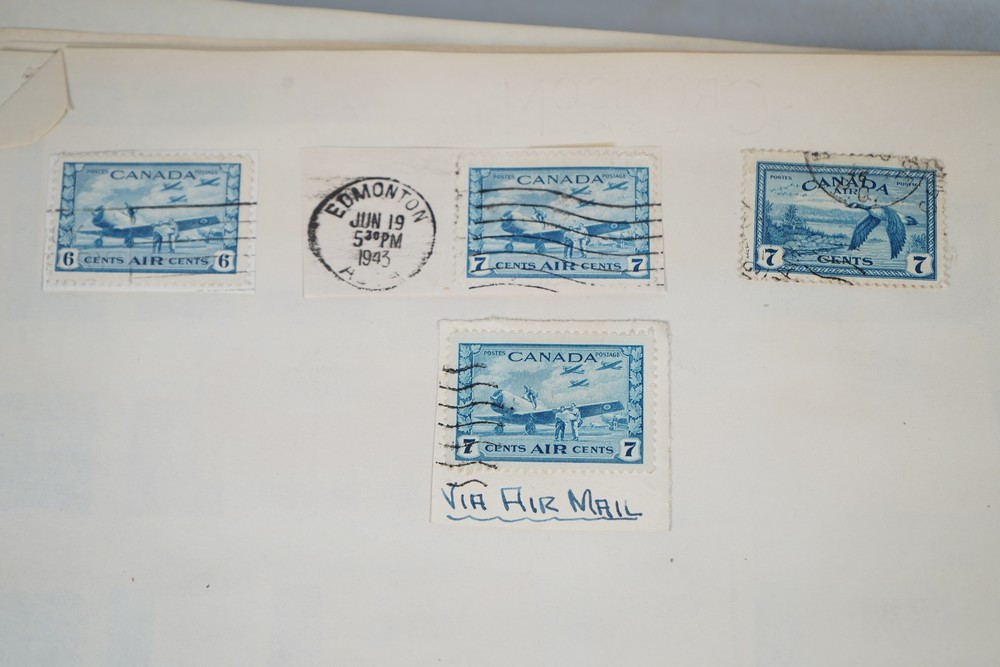 CANADA
6 CENTS AIR CENTS 6
EDMONTON
JUN 19
5 30 PM
1943
POSTES POSTAGE
CANADA
7 CENTS AIR CENTS 7
POSTES POSTAGE
CANADA
AIR
7 CENTS 7
POSTES POSTAGE
CANADA
7 CENTS AIR CENTS 7
VIA AIR MAIL